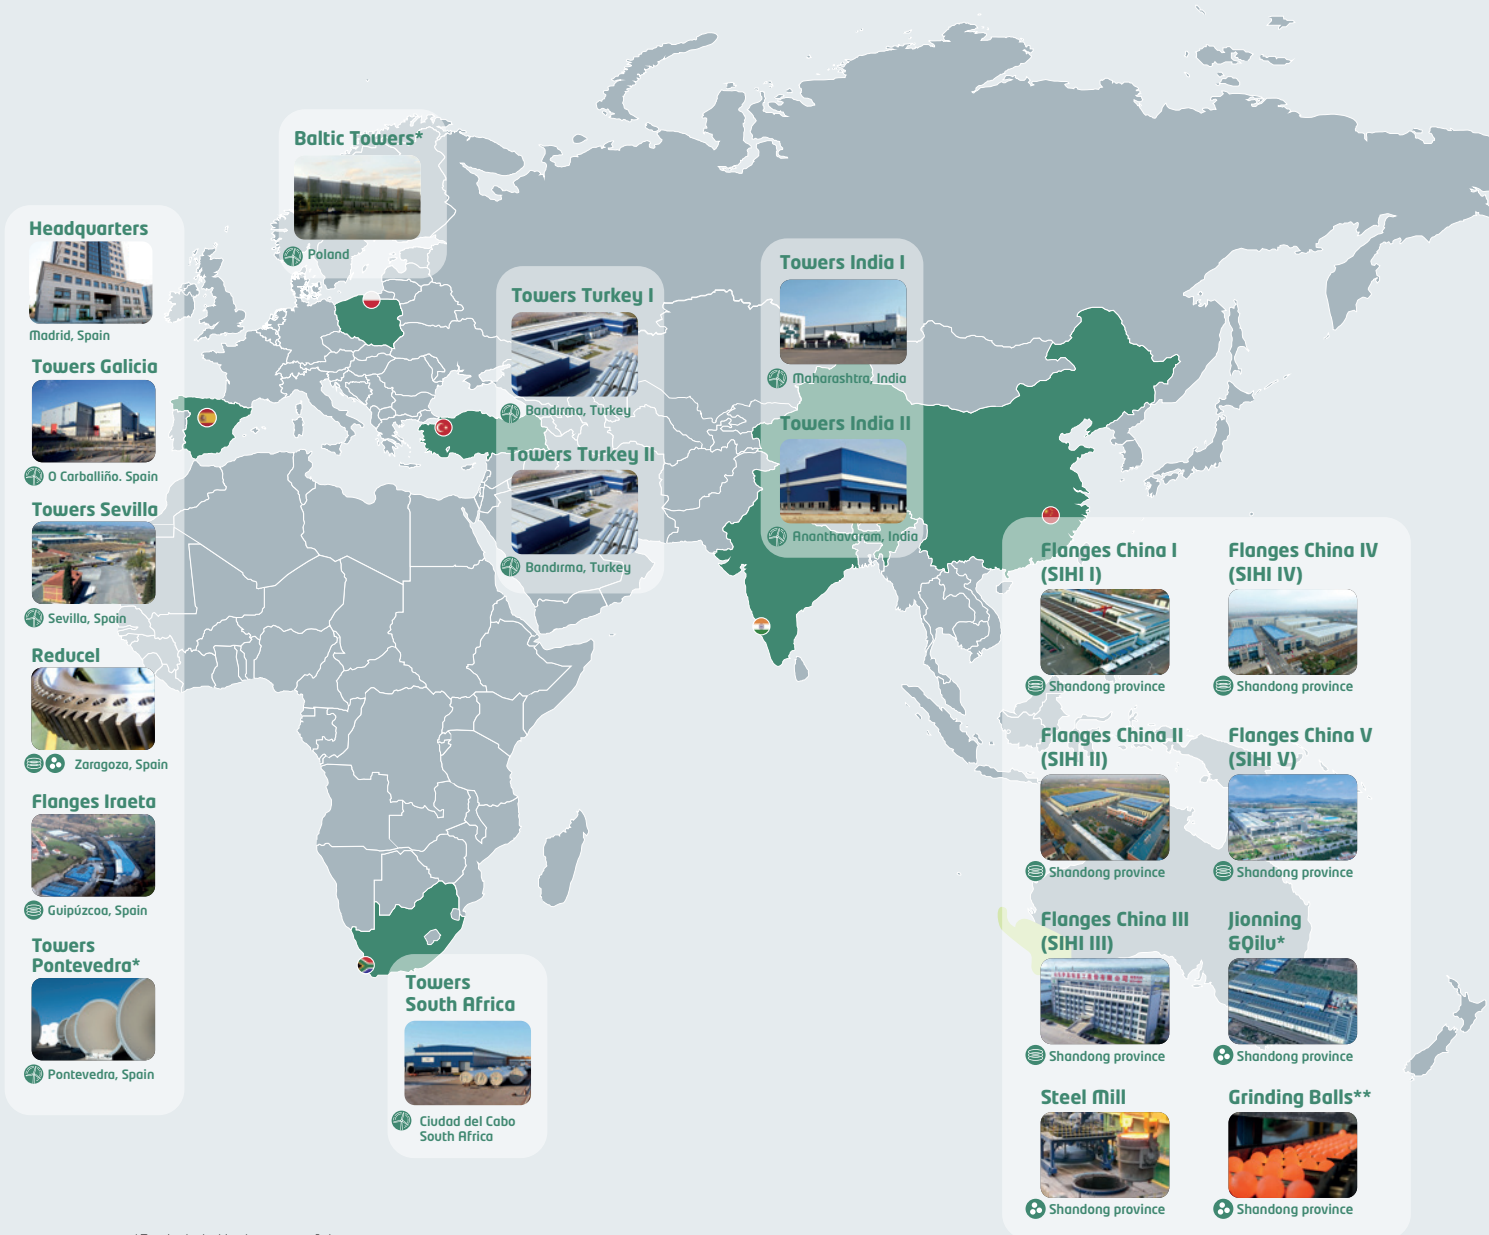 Baltic Towers*
Poland
Headquarters
Madrid, Spain
Towers Galicia
O Carballiño. Spain
Towers Sevilla
Sevilla, Spain
Reducel
Zaragoza, Spain
Flanges Iraeta
Guipúzcoa, Spain
Towers
Pontevedra*
Pontevedra, Spain
Towers Turkey I
Bandırma, Turkey
Towers Turkey II
Bandırma, Turkey
Towers India I
Maharashtra, India
Towers India II
Ananthavaram, India
Towers
South Africa
Ciudad del Cabo
South Africa
Flanges China I
(SIHI I)
Shandong province
Flanges China IV
(SIHI IV)
Shandong province
Flanges China II
(SIHI II)
Shandong province
Flanges China V
(SIHI V)
Shandong province
Flanges China III
(SIHI III)
Shandong province
Jionning
&Qilu*
Shandong province
Steel Mill
Shandong province
Grinding Balls**
Shandong province